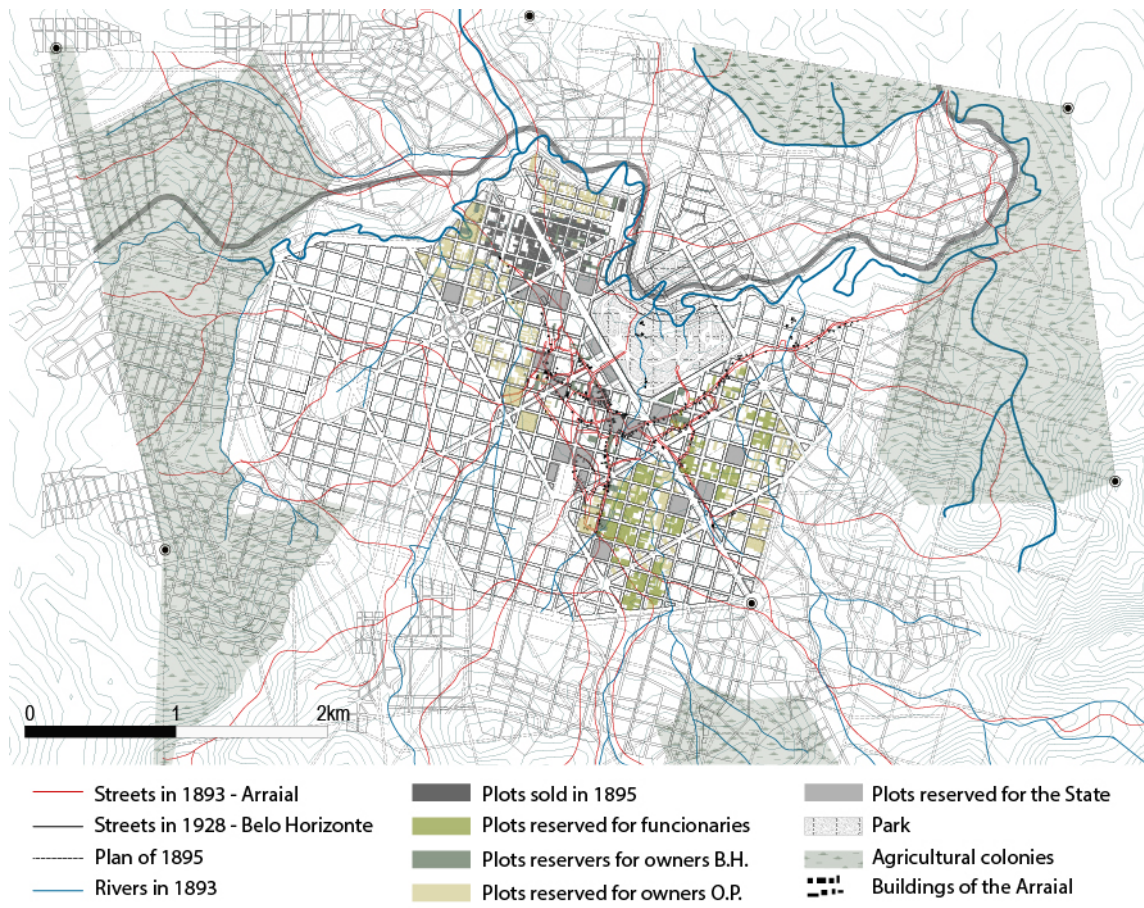 0 1 2km
Streets in 1893 - Arraial
Streets in 1928 - Belo Horizonte
Plan of 1895
Rivers in 1893
Plots sold in 1895
Plots reserved for funcionaries
Plots reservers for owners B.H.
Plots reserved for owners O.P.
Plots reserved for the State
Park
Agricultural colonies
Buildings of the Arraial